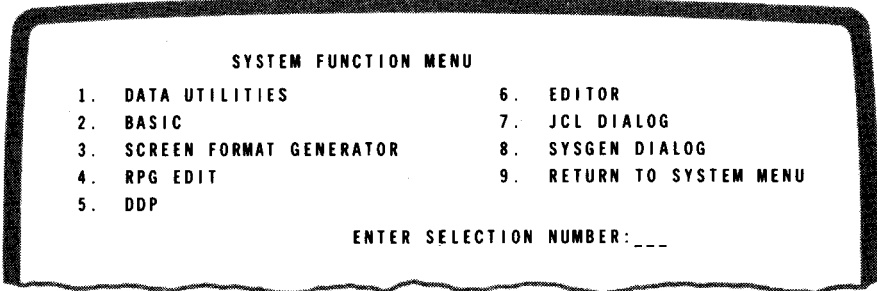 SYSTEM FUNCTION MENU
1. DATA UTILITIES 6. EDITOR
2. BASIC 7. JCL DIALOG
3. SCREEN FORMAT GENERATOR 8. SYSGEN DIALOG
4. RPG EDIT 9. RETURN TO SYSTEM MENU
5. DDP
ENTER SELECTION NUMBER:___